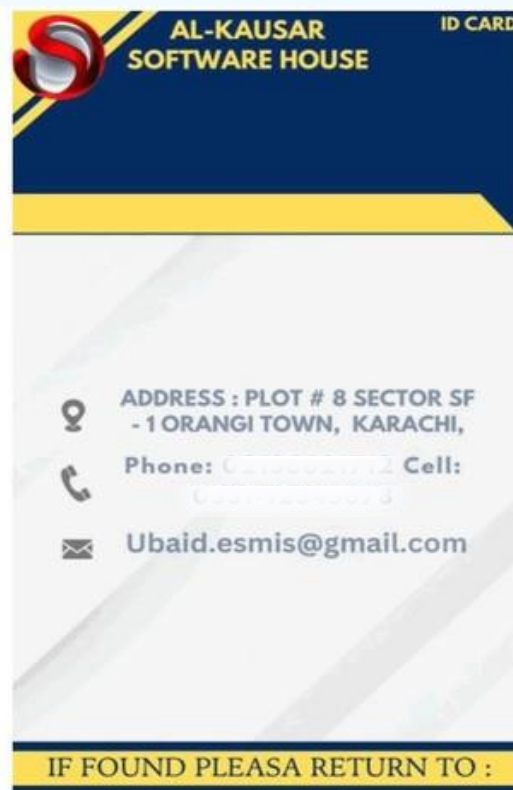 AL-KAUSAR
ID CARD
SOFTWARE HOUSE
ADDRESS : PLOT # 8 SECTOR SF
- 1 ORANGI TOWN, KARACHI,
Phone: Cell:
Ubaid.esmis@gmail.com
IF FOUND PLEASA RETURN TO :